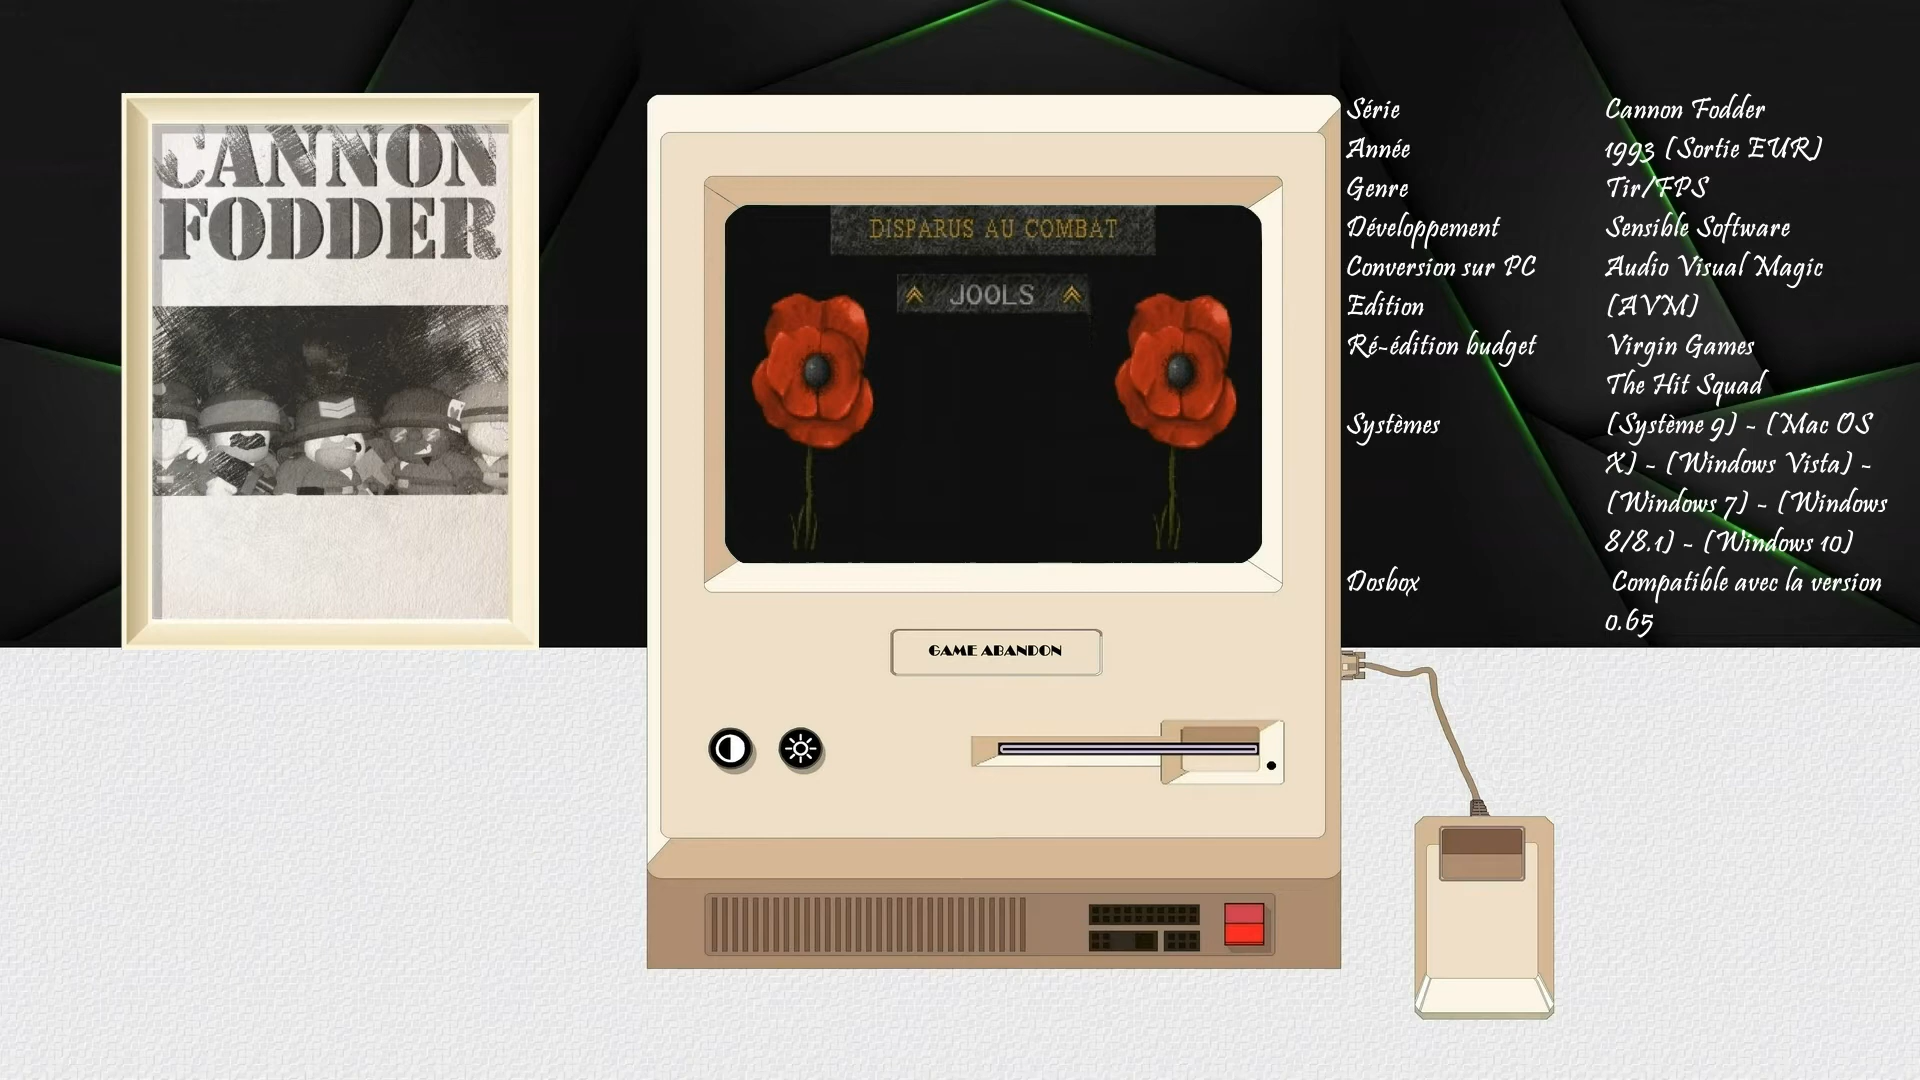 CANNON
FODDER
DISPARUS AU COMBAT
JOOLS
GAME ABANDON
Série Cannon Fodder
Année 1993 [Sortie EUR]
Genre Tir/FPS
Développement Sensible Software
Conversion sur PC Audio Visual Magic
Edition [AVM]
Ré-édition budget Virgin Games
The Hit Squad
Systèmes [Système 9] - [Mac OS
X] - [Windows Vista] -
[Windows 7] - [Windows
8/8.1] - [Windows 10]
Dosbox Compatible avec la version
0.65